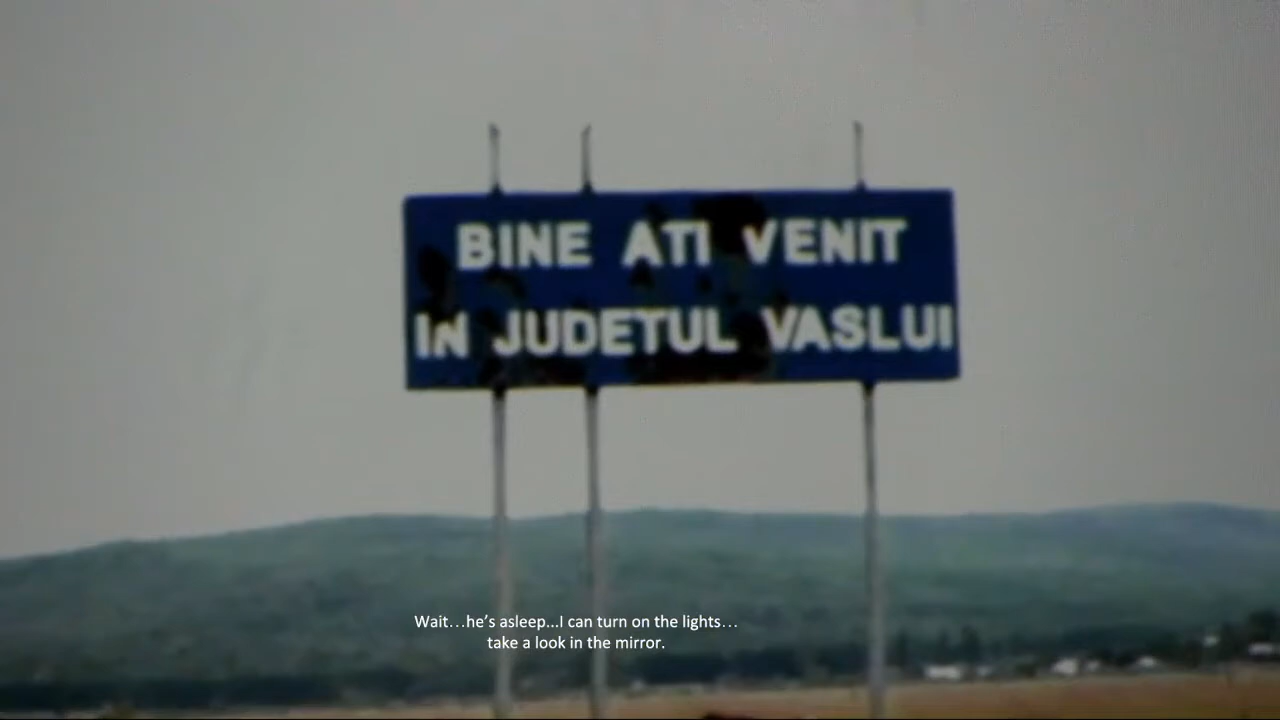 BINE ATI VENIT
IN JUDETUL VASLUI
Wait...he's asleep...I can turn on the lights...
take a look in the mirror.